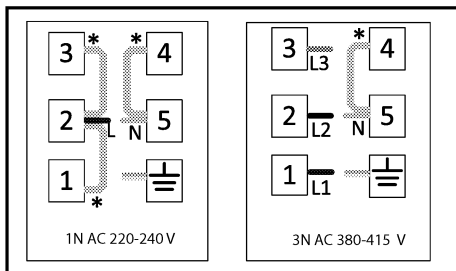 3 * * 4
2 L N 5
1 *
1N AC 220-240 V
3 L3 * 4
2 L2 N 5
1 L1
3N AC 380-415 V